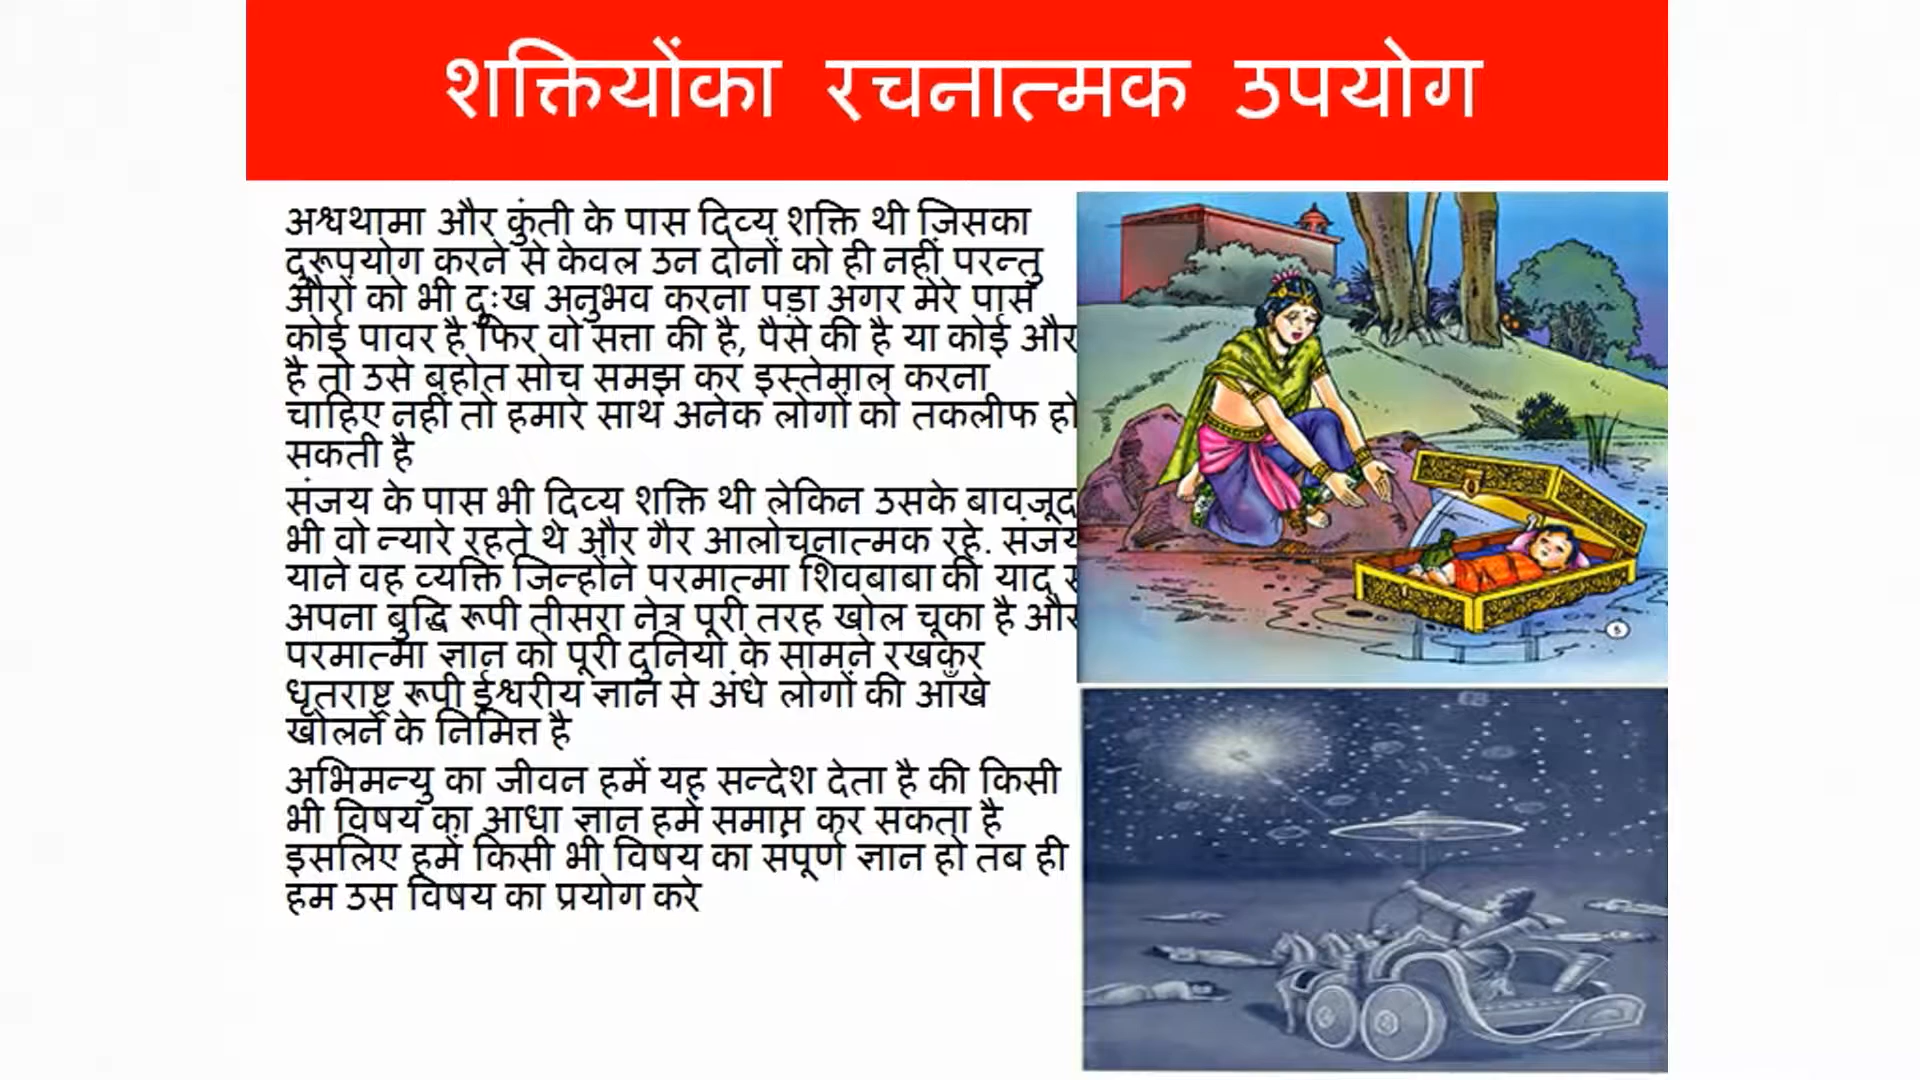 शक्तियोंका रचनात्मक उपयोग
अश्वथामा और कुंती के पास दिव्य शक्ति थी जिसका
दुरूपयोग करने से केवल उन दोनों को ही नहीं परन्तु
औरों को भी दुःख अनुभव करना पड़ा अगर मेरे पास
कोई पावर है फिर वो सत्ता की है, पैसे की है या कोई और
है तो उसे बहोत सोच समझ कर इस्तेमाल करना
चाहिए नहीं तो हमारे साथ अनेक लोगों को तकलीफ हो
सकती है
संजय के पास भी दिव्य शक्ति थी लेकिन उसके बावजूद
भी वो न्यारे रहते थे और गैर आलोचनात्मक रहे. संजय
याने वह व्यक्ति जिन्होंने परमात्मा शिवबाबा की याद
अपना बुद्धि रूपी तीसरा नेत्र पूरी तरह खोल चूका है और
परमात्मा ज्ञान को पूरी दुनिया के सामने रखकर
धृतराष्ट्र रूपी ईश्वरीय ज्ञान से अंधे लोगों की आँखे
खोलने के निमित्त है
अभिमन्यु का जीवन हमें यह सन्देश देता है की किसी
भी विषय का आधा ज्ञान हमें समाप्त कर सकता है
इसलिए हमें किसी भी विषय का संपूर्ण ज्ञान हो तब ही
हम उस विषय का प्रयोग करे
5